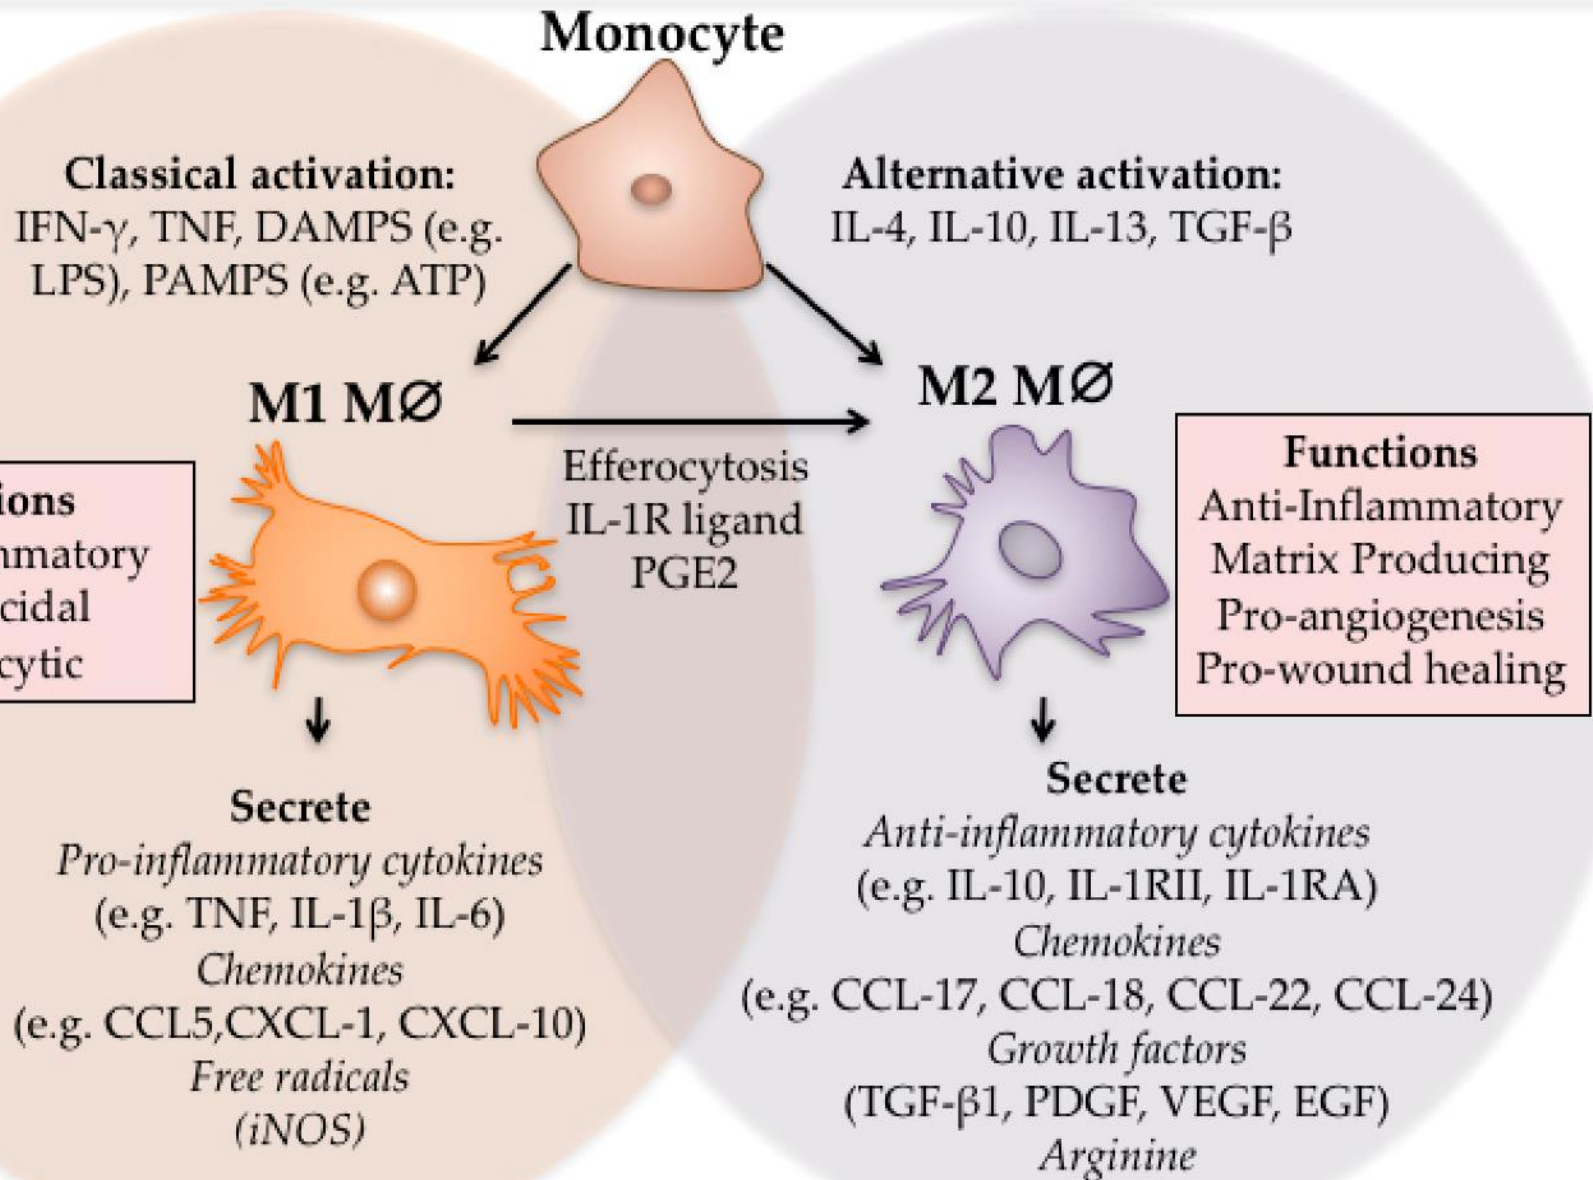 Monocyte
Classical activation:
IFN-γ, TNF, DAMPS (e.g.
LPS), PAMPS (e.g. ATP)
Alternative activation:
IL-4, IL-10, IL-13, TGF-β
M1 MØ
M2 MØ
Efferocytosis
IL-1R ligand
PGE2
ions
mmatory
cidal
cytic
Functions
Anti-Inflammatory
Matrix Producing
Pro-angiogenesis
Pro-wound healing
Secrete
Pro-inflammatory cytokines
(e.g. TNF, IL-1β, IL-6)
Chemokines
(e.g. CCL5,CXCL-1, CXCL-10)
Free radicals
(iNOS)
Secrete
Anti-inflammatory cytokines
(e.g. IL-10, IL-1RII, IL-1RA)
Chemokines
(e.g. CCL-17, CCL-18, CCL-22, CCL-24)
Growth factors
(TGF-β1, PDGF, VEGF, EGF)
Arginine